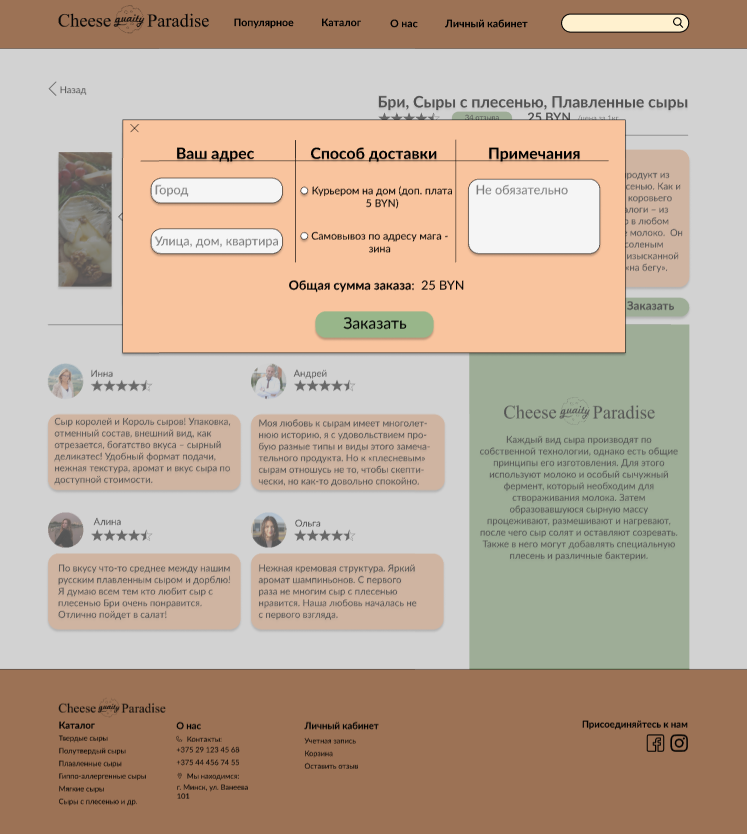 Cheese quaity Paradise
Популярное
Каталог
О нас
Личный кабинет
Назад
Бри, Сыры с плесенью, Плавленные сыры
34 отзыва
25 BYN
/цена за 1кг
Ваш адрес
Способ доставки
Примечания
Город
Улица, дом, квартира
Курьером на дом (доп. плата
5 BYN)
Самовывоз по адресу мага -
зина
Не обязательно
Общая сумма заказа: 25 BYN
Заказать
родукт из
сенью. Как и
коровьего
алоги – из
о в любом
молоко. Он
соленым
изысканной
«на бегу».
Заказать
Инна
Сыр королей и Король сыров! Упаковка,
отменный состав, внешний вид, как
отрезается, богатство вкуса – сырный
деликатес! Удобный формат подачи,
нежная текстура, аромат и вкус сыра по
доступной стоимости.
Андрей
Моя любовь к сырам имеет многолет-
нюю историю, я с удовольствием про-
бую разные типы и виды этого замеча-
тельного продукта. Но к «плесневым»
сырам отношусь не то, чтобы скепти-
чески, но как-то довольно спокойно.
Алина
По вкусу что-то среднее между нашим
русским плавленным сыром и дорблю!
Я думаю всем тем кто любит сыр с
плесенью Бри очень понравится.
Отлично пойдет в салат!
Ольга
Нежная кремовая структура. Яркий
аромат шампиньонов. С первого
раза не многим сыр с плесенью
нравится. Наша любовь началась не
с первого взгляда.
Cheese quaity Paradise
Каждый вид сыра производят по
собственной технологии, однако есть общие
принципы его изготовления. Для этого
используют молоко и особый сычужный
фермент, который необходим для
створаживания молока. Затем
образовавшуюся сырную массу
процеживают, размешивают и нагревают,
после чего сыр солят и оставляют созревать.
Также в него могут добавлять специальную
плесень и различные бактерии.
Cheese quaity Paradise
Каталог
Твердые сыры
Полутвердый сыры
Плавленные сыры
Гиппо-аллергенные сыры
Мягкие сыры
Сыры с плесенью и др.
О нас
Контакты:
+375 29 123 45 68
+375 44 456 74 55
Мы находимся:
г. Минск, ул. Ванеева
101
Личный кабинет
Учетная запись
Корзина
Оставить отзыв
Присоединяйтесь к нам